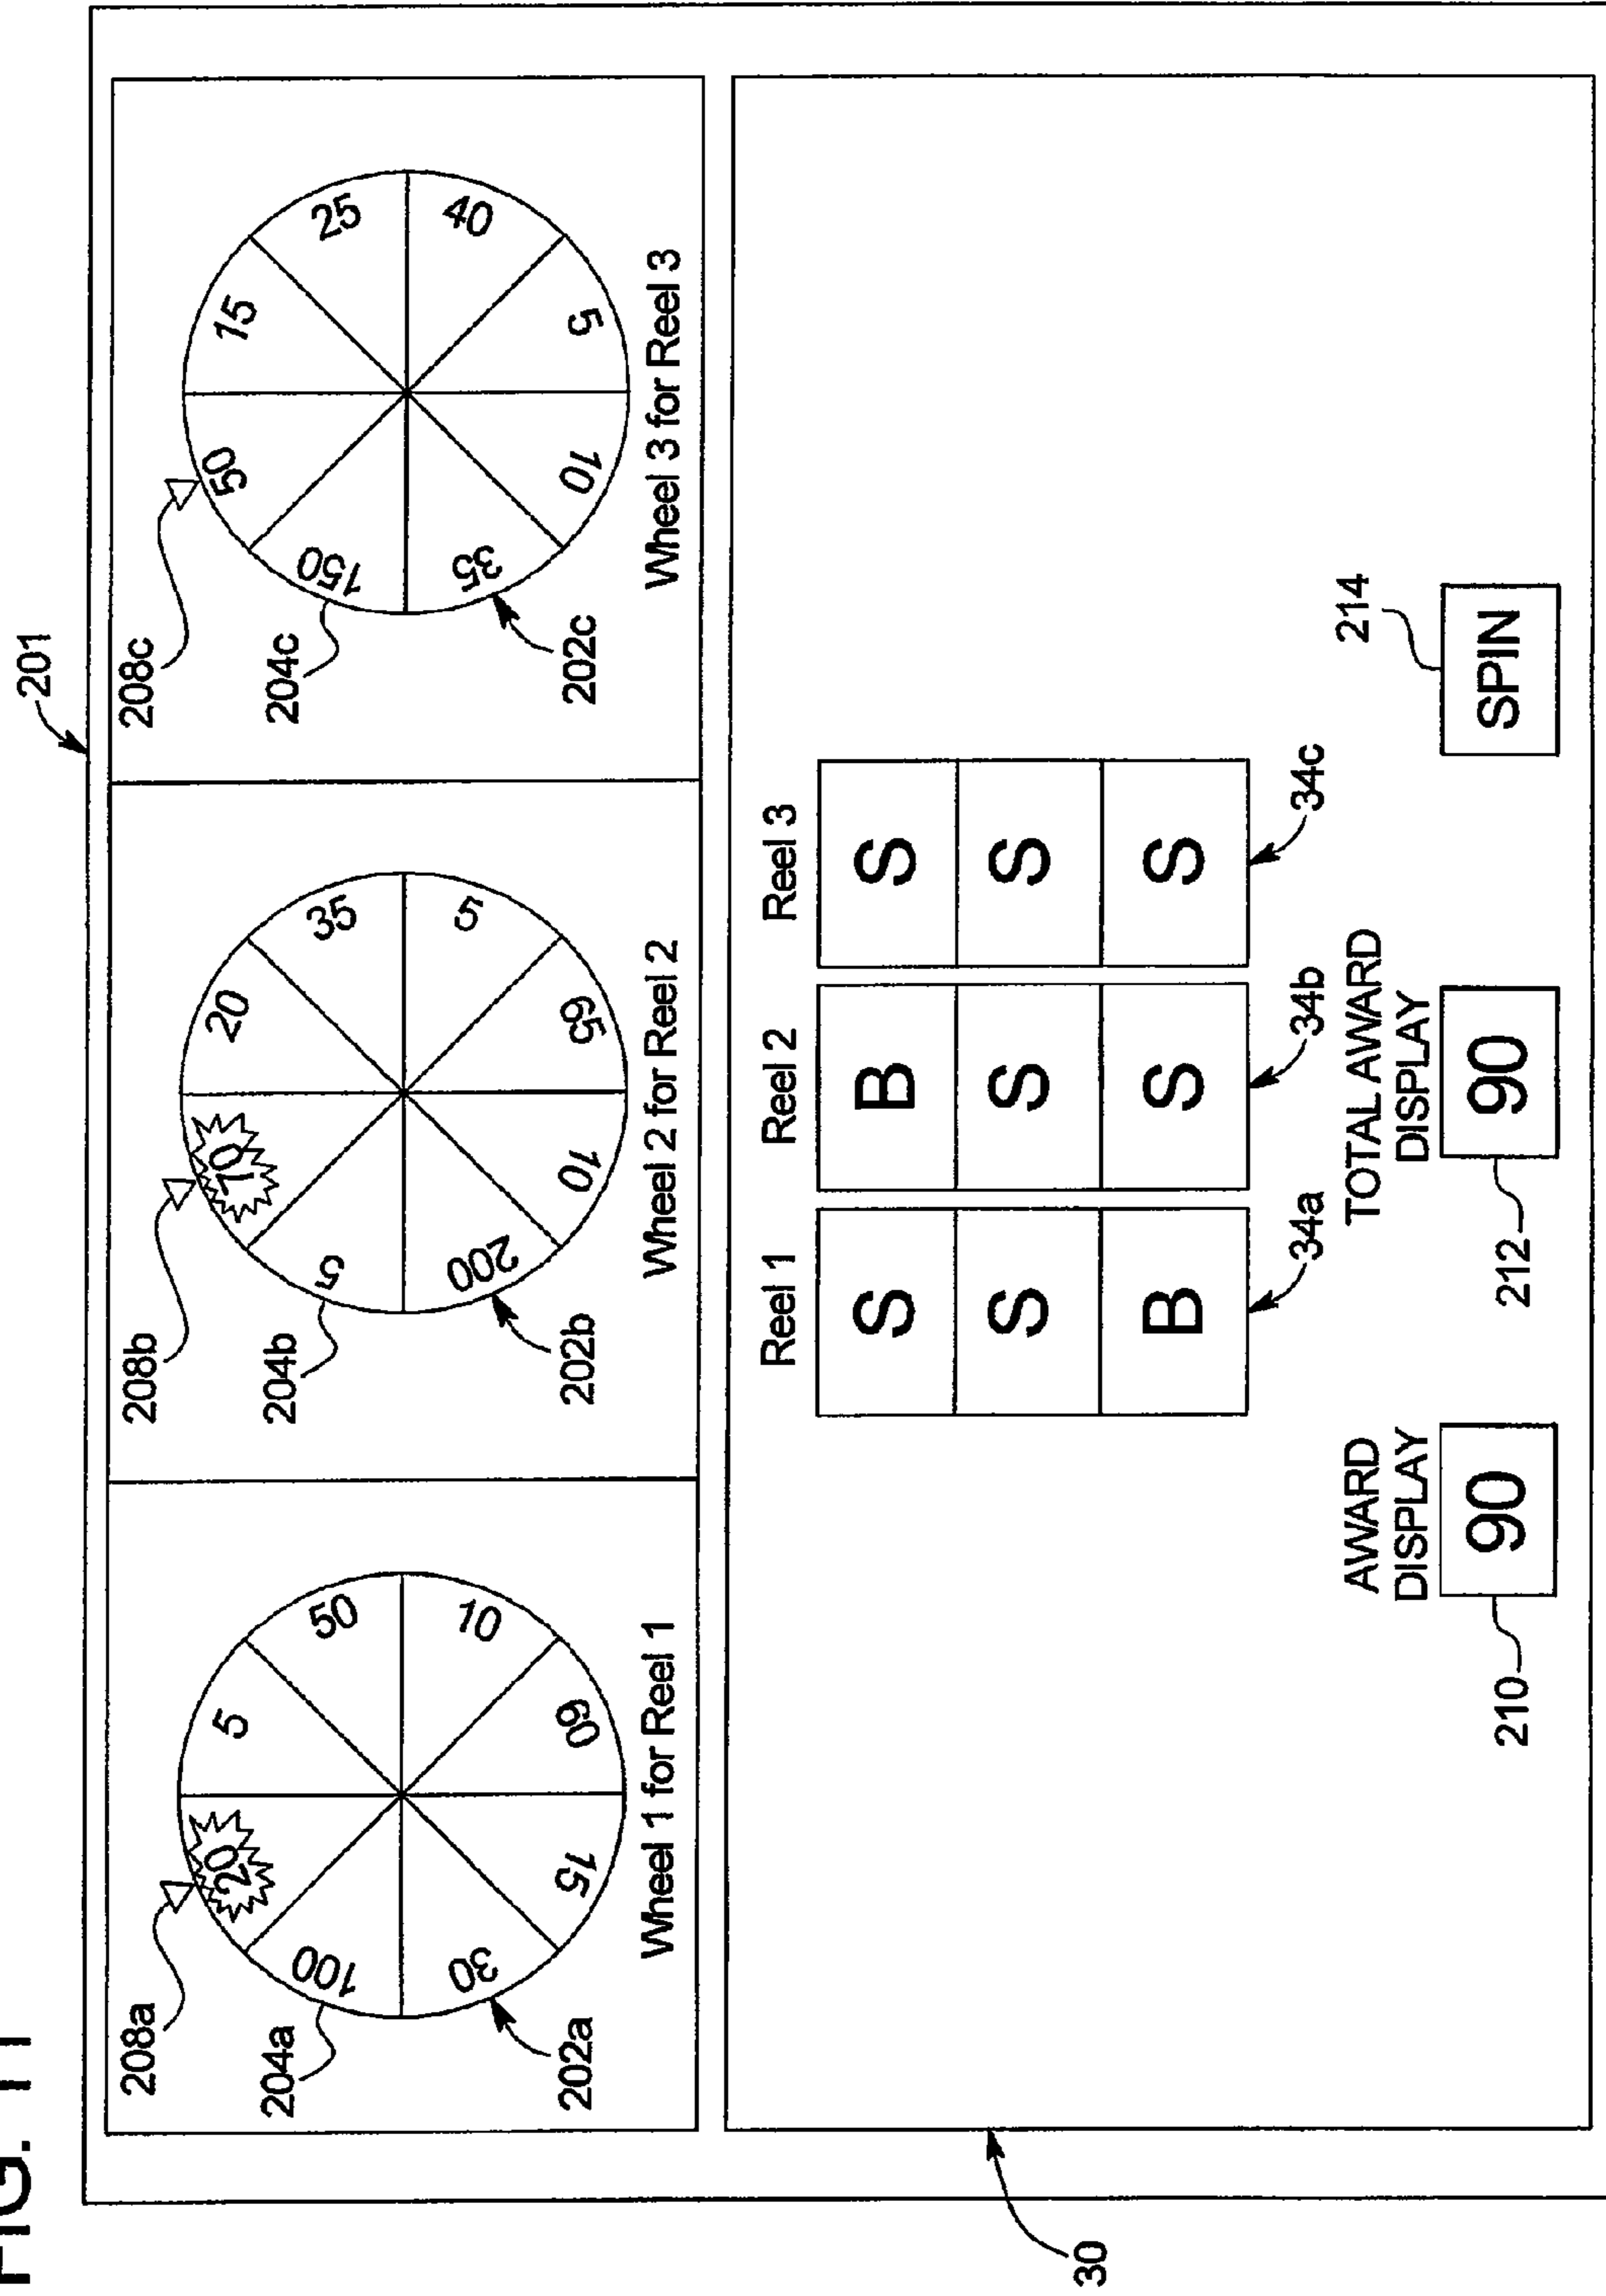 FIG. 11
201
208a
208b
208c
204a
204b
204c
202a
202b
202c
20
5
50
10
60
15
30
100
Wheel 1 for Reel 1
10
20
35
5
65
10
200
5
Wheel 2 for Reel 2
50
15
25
40
5
10
35
150
Wheel 3 for Reel 3
30
Reel 1
Reel 2
Reel 3
S
B
S
S
S
S
B
S
S
34a
34b
34c
AWARD
DISPLAY
90
210
TOTAL AWARD
DISPLAY
90
212
SPIN
214